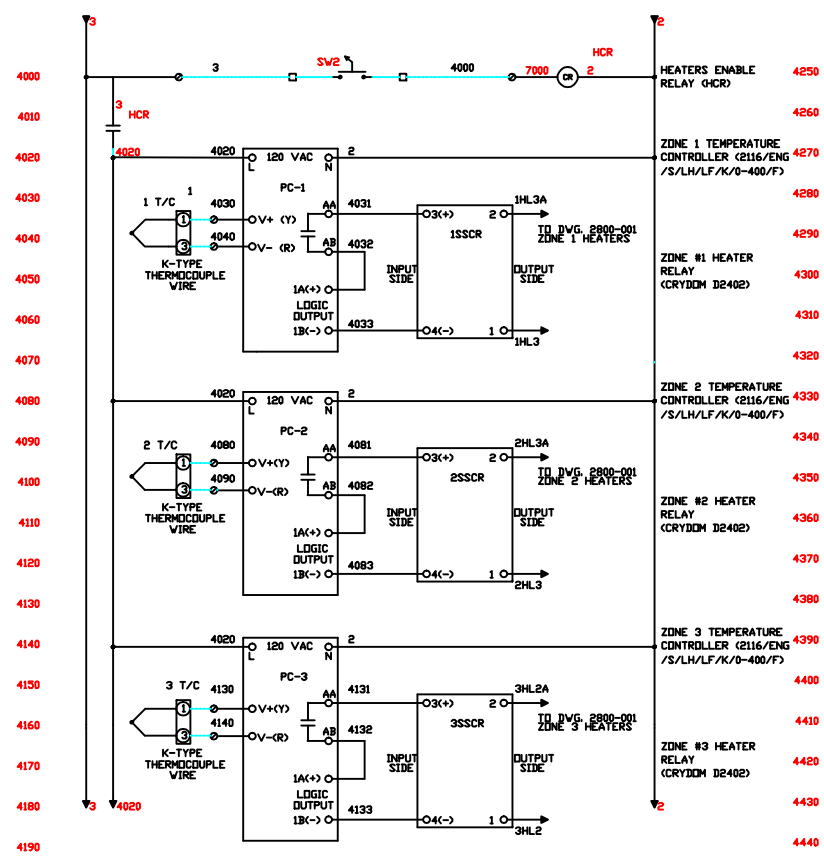 3
2
SW2
HCR
4000
3
4000
7000
CR
2
HEATERS ENABLE
RELAY (HCR)
4250
4010
3
HCR
4260
4020
4020
4020
L
120 VAC
N
2
ZONE 1 TEMPERATURE
CONTROLLER (2116/ENG
/S/LH/LF/K/0-400/F)
4270
4030
PC-1
4280
1 T/C
1
1
4030
V+ (Y)
AA
4031
3(+)
2
1HL3A
TO DWG. 2800-001
ZONE 1 HEATERS
4290
4040
3
4040
V- (R)
AB
4032
1SSCR
K-TYPE
THERMOCOUPLE
WIRE
INPUT
SIDE
OUTPUT
SIDE
ZONE #1 HEATER
RELAY
(CRYDOM D2402)
4300
4050
1A(+)
LOGIC
OUTPUT
4310
4060
1B(-)
4033
4(-)
1
1HL3
4320
4070
4080
4020
L
120 VAC
N
2
ZONE 2 TEMPERATURE
CONTROLLER (2116/ENG
/S/LH/LF/K/0-400/F)
4330
4090
PC-2
4340
2 T/C
1
4080
V+(Y)
AA
4081
3(+)
2
2HL3A
TO DWG. 2800-001
ZONE 2 HEATERS
4350
4100
3
4090
V-(R)
AB
4082
2SSCR
K-TYPE
THERMOCOUPLE
WIRE
INPUT
SIDE
OUTPUT
SIDE
ZONE #2 HEATER
RELAY
(CRYDOM D2402)
4360
4110
1A(+)
LOGIC
OUTPUT
4370
4120
1B(-)
4083
4(-)
1
2HL3
4380
4130
4140
4020
L
120 VAC
N
2
ZONE 3 TEMPERATURE
CONTROLLER (2116/ENG
/S/LH/LF/K/0-400/F)
4390
4150
PC-3
4400
3 T/C
1
4130
V+(Y)
AA
4131
3(+)
2
3HL2A
TO DWG. 2800-001
ZONE 3 HEATERS
4410
4160
3
4140
V-(R)
AB
4132
3SSCR
K-TYPE
THERMOCOUPLE
WIRE
INPUT
SIDE
OUTPUT
SIDE
ZONE #3 HEATER
RELAY
(CRYDOM D2402)
4420
4170
1A(+)
LOGIC
OUTPUT
4430
4180
3
4020
1B(-)
4133
4(-)
1
3HL2
2
4440
4190